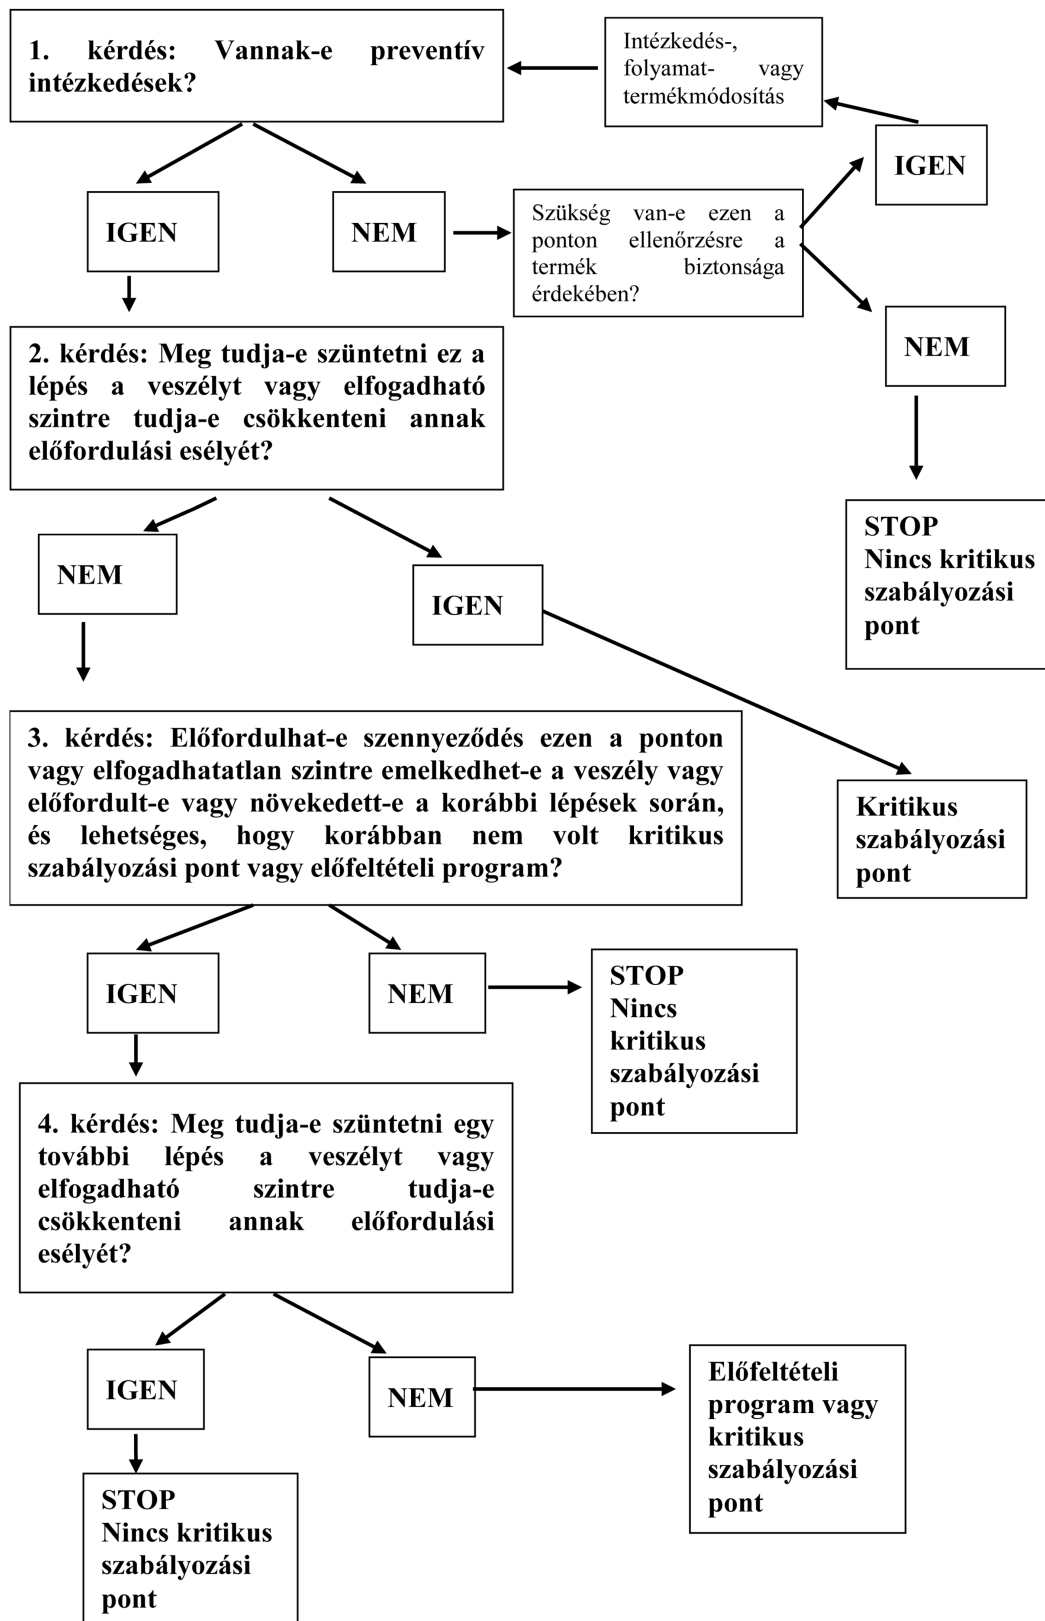 1. kérdés: Vannak-e preventív
intézkedések?
Intézkedés-,
folyamat- vagy
termékmódosítás
IGEN
IGEN
NEM
Szükség van-e ezen a
ponton ellenőrzésre a
termék biztonsága
érdekében?
NEM
2. kérdés: Meg tudja-e szüntetni ez a
lépés a veszélyt vagy elfogadható
szintre tudja-e csökkenteni annak
előfordulási esélyét?
STOP
Nincs kritikus
szabályozási
pont
NEM
IGEN
3. kérdés: Előfordulhat-e szennyeződés ezen a ponton
vagy elfogadhatatlan szintre emelkedhet-e a veszély vagy
előfordult-e vagy növekedett-e a korábbi lépések során,
és lehetséges, hogy korábban nem volt kritikus
szabályozási pont vagy előfeltételi program?
Kritikus
szabályozási
pont
IGEN
NEM
STOP
Nincs
kritikus
szabályozási
pont
4. kérdés: Meg tudja-e szüntetni egy
további lépés a veszélyt vagy
elfogadható szintre tudja-e
csökkenteni annak előfordulási
esélyét?
IGEN
NEM
Előfeltételi
program vagy
kritikus
szabályozási
pont
STOP
Nincs kritikus
szabályozási
pont